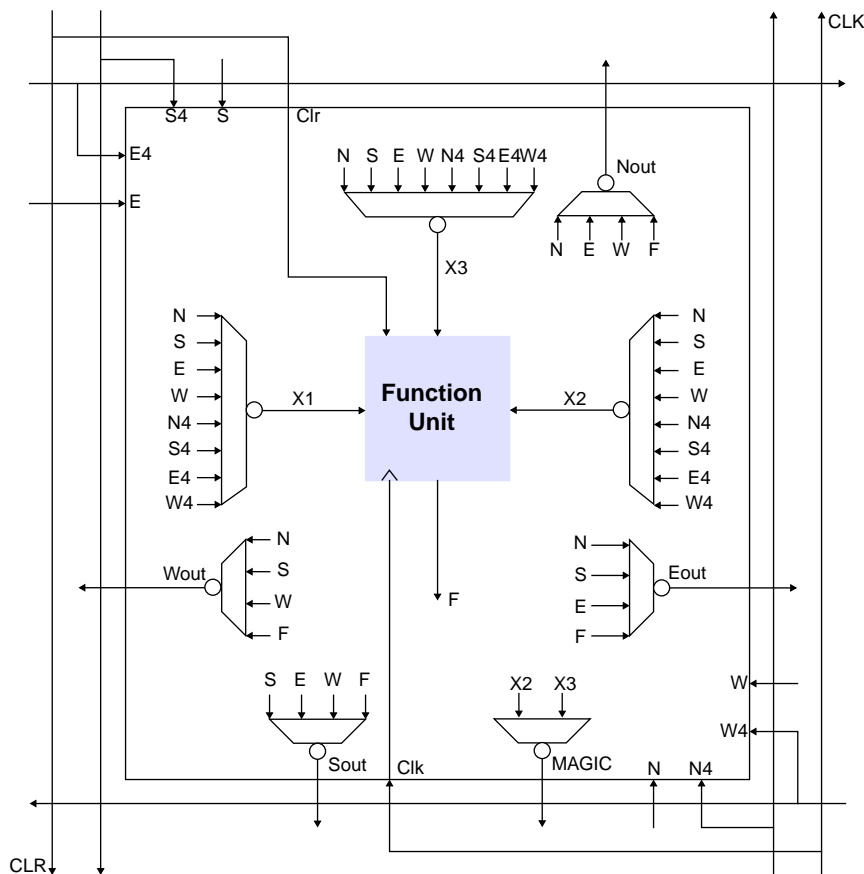 CLK
S4 S Clr
E4
E
N S E W N4 S4 E4 W4
X3
Nout
N E W F
N
S
E
W
N4
S4
E4
W4
X1
Function
Unit
X2
N
S
E
W
N4
S4
E4
W4
Wout
N
S
W
F
F
N
S
E
F
Eout
S E W F
Sout
X2 X3
MAGIC
W
W4
Clk
N N4
CLR